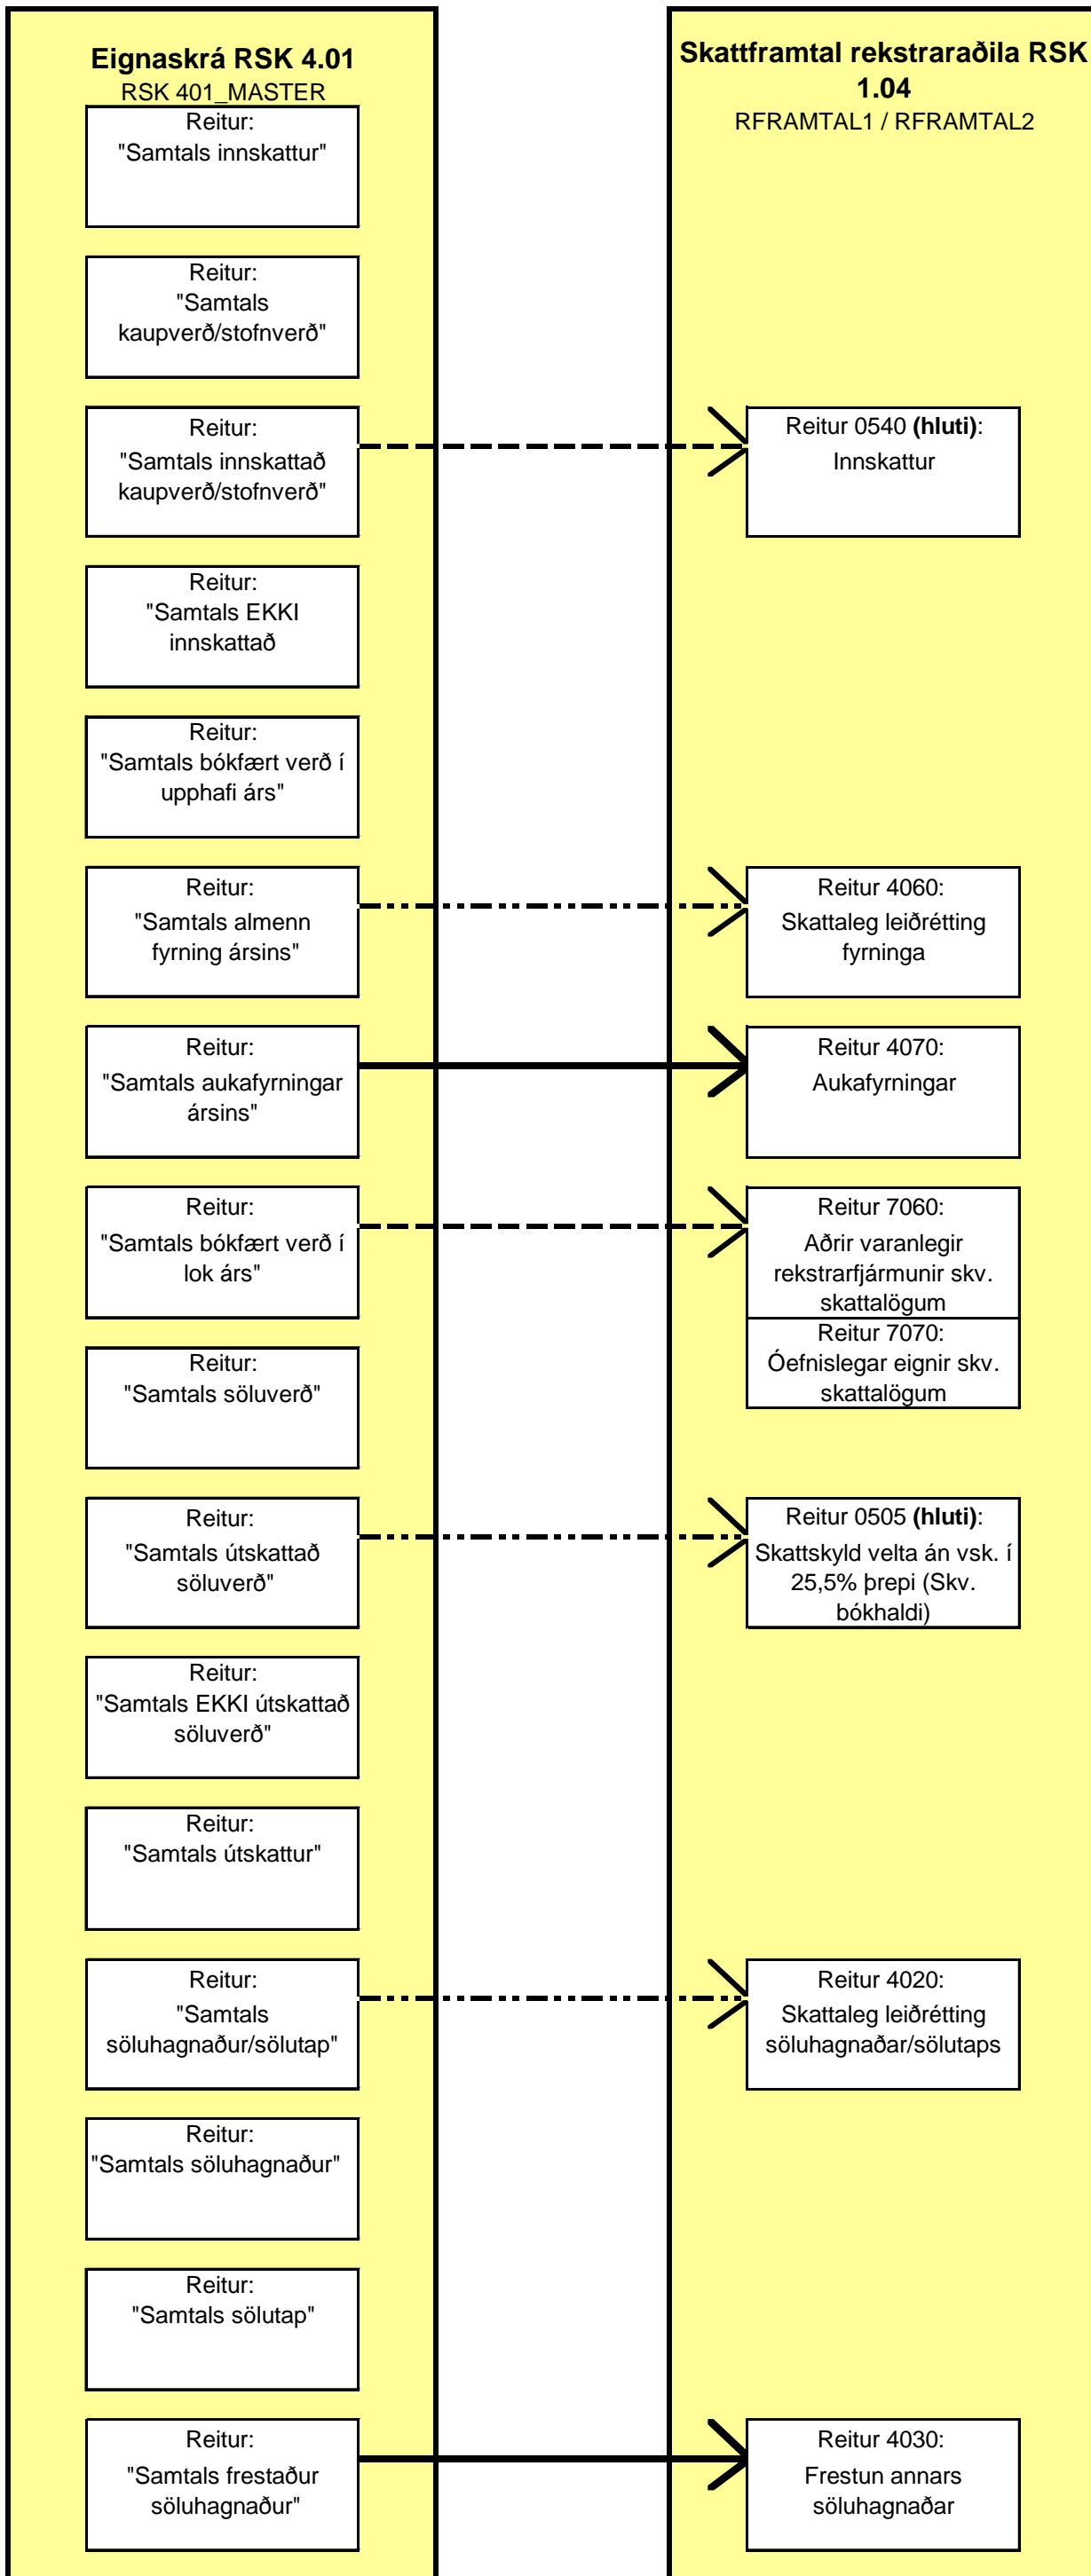 Eignaskrá RSK 4.01
RSK 401_MASTER
Reitur:
"Samtals innskattur"
Reitur:
"Samtals
kaupverð/stofnverð"
Reitur:
"Samtals innskattað
kaupverð/stofnverð"
Reitur:
"Samtals EKKI
innskattað
Reitur:
"Samtals bókfært verð í
upphafi árs"
Reitur:
"Samtals almenn
fyrning ársins"
Reitur:
"Samtals aukafyrningar
ársins"
Reitur:
"Samtals bókfært verð í
lok árs"
Reitur:
"Samtals söluverð"
Reitur:
"Samtals útskattað
söluverð"
Reitur:
"Samtals EKKI útskattað
söluverð"
Reitur:
"Samtals útskattur"
Reitur:
"Samtals
söluhagnaður/sölutap"
Reitur:
"Samtals söluhagnaður"
Reitur:
"Samtals sölutap"
Reitur:
"Samtals frestaður
söluhagnaður"
Skattframtal rekstraraðila RSK
1.04
RFRAMTAL1 / RFRAMTAL2
Reitur 0540 (hluti):
Innskattur
Reitur 4060:
Skattaleg leiðrétting
fyrninga
Reitur 4070:
Aukafyrningar
Reitur 7060:
Aðrir varanlegir
rekstrarfjármunir skv.
skattalögum
Reitur 7070:
Óefnislegar eignir skv.
skattalögum
Reitur 0505 (hluti):
Skattskyld velta án vsk. í
25,5% þrepi (Skv.
bókhaldi)
Reitur 4020:
Skattaleg leiðrétting
söluhagnaðar/sölutaps
Reitur 4030:
Frestun annars
söluhagnaðar